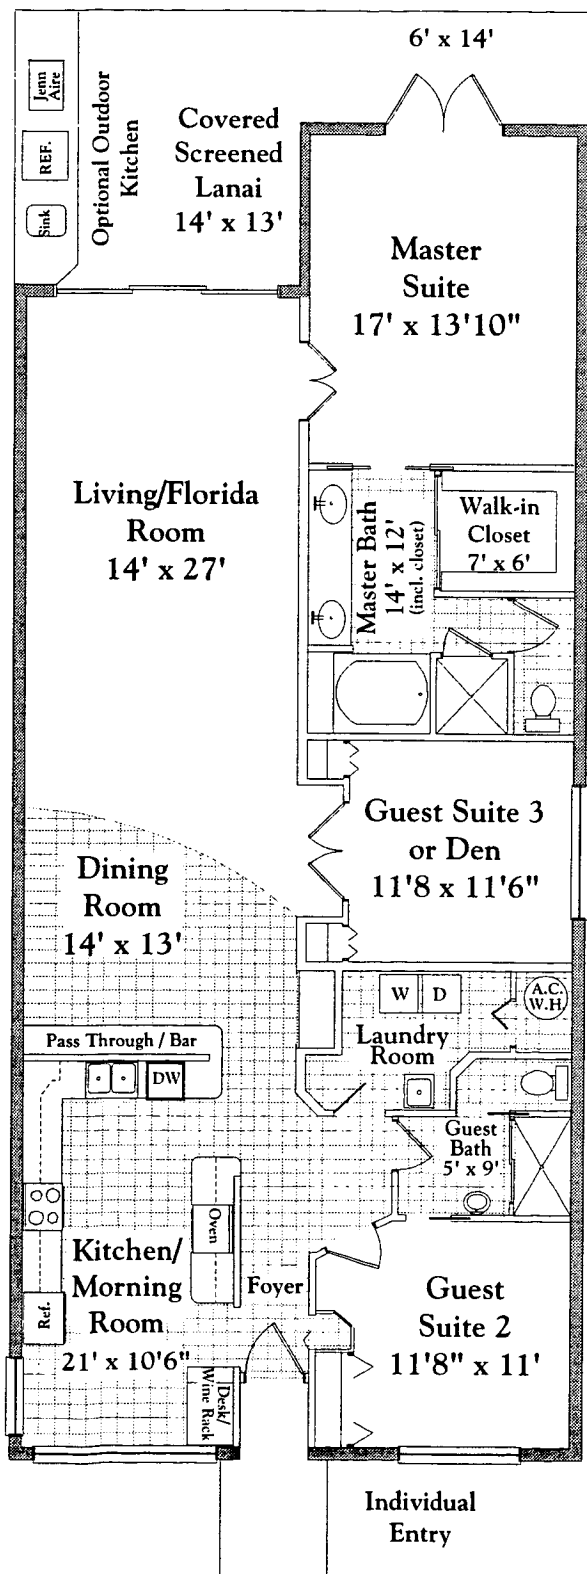 6' x 14'
Jenn
Aire
REF.
Sink
Optional Outdoor
Kitchen
Covered
Screened
Lanai
14' x 13'
Master
Suite
17' x 13'10"
Living/Florida
Room
14' x 27'
Master Bath
14' x 12'
(incl. closet)
Walk-in
Closet
7' x 6'
Guest Suite 3
or Den
11'8 x 11'6"
Dining
Room
14' x 13'
W
D
A.C.
W.H.
Laundry
Room
Pass Through / Bar
DW
Guest
Bath
5' x 9'
Oven
Kitchen/
Morning
Room
21' x 10'6"
Ref.
Foyer
Guest
Suite 2
11'8" x 11'
Desk/
Wine Rack
Individual
Entry